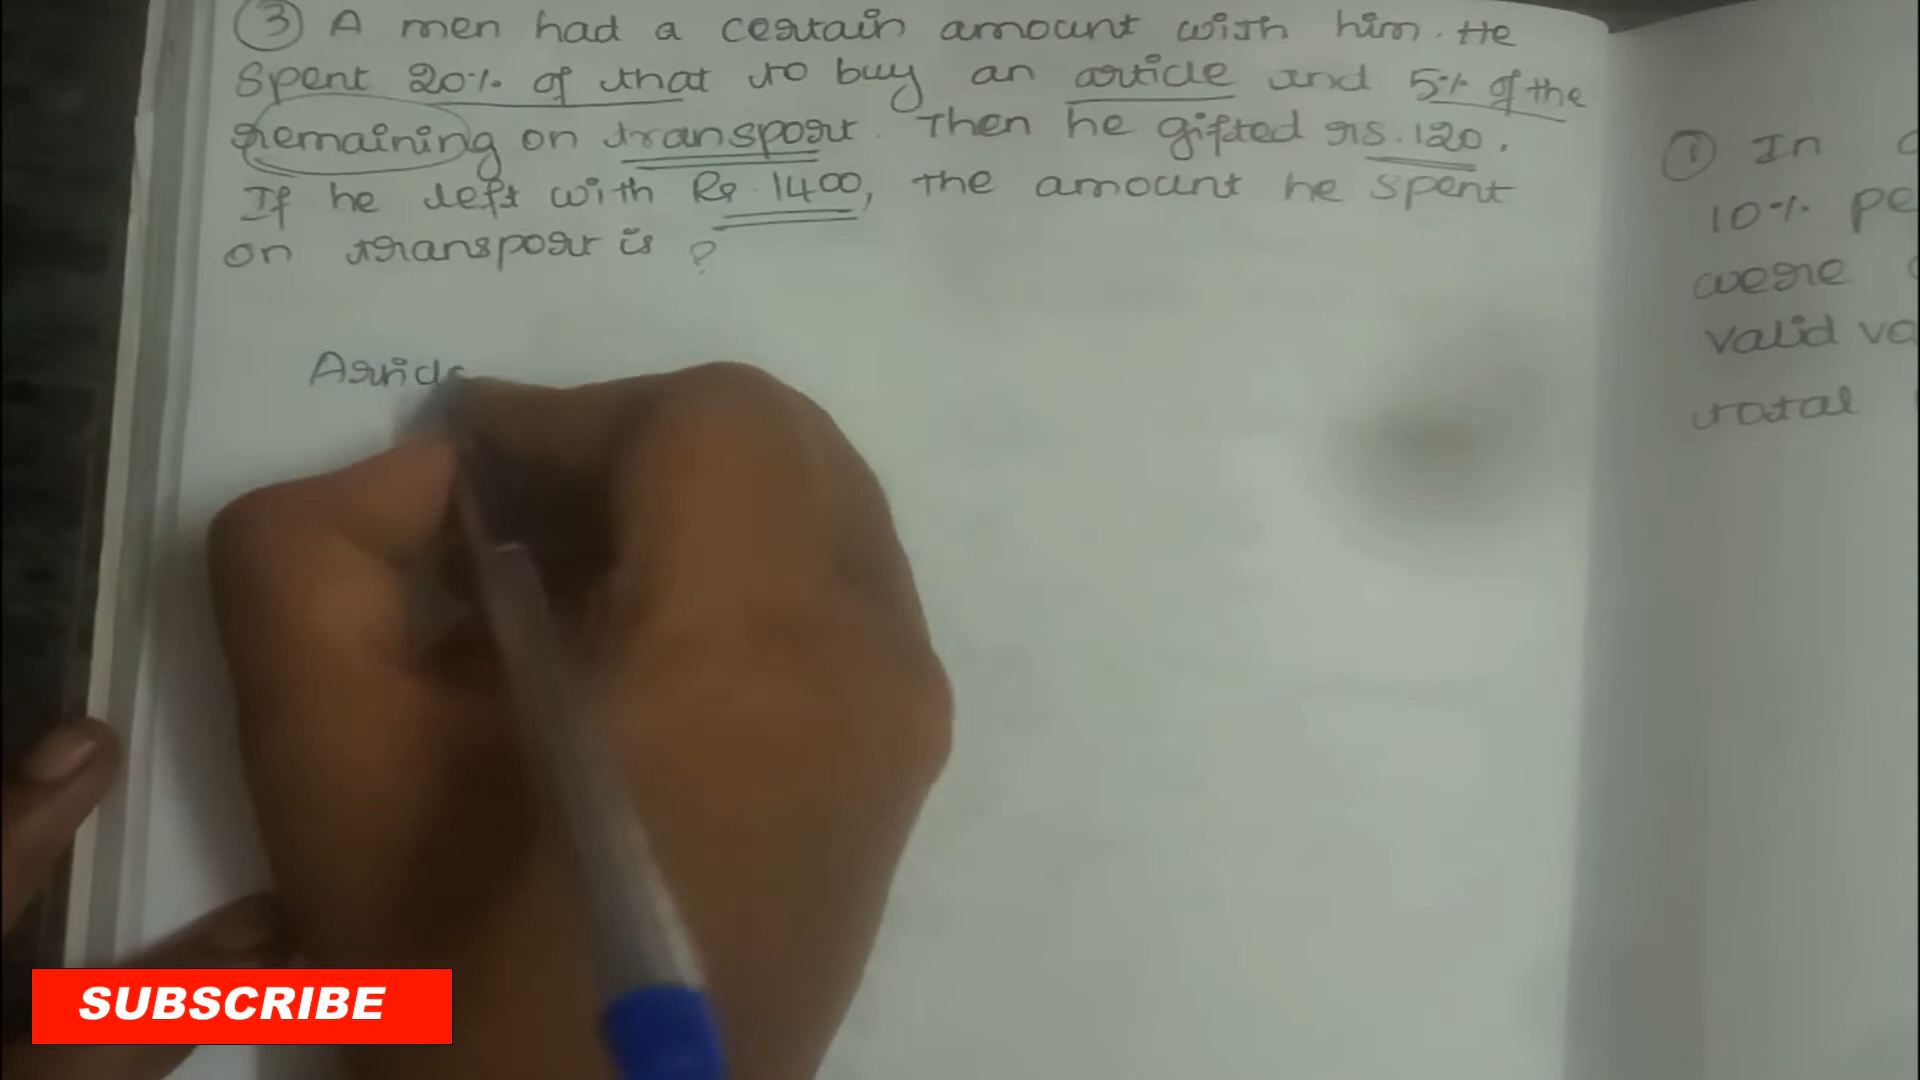 ③ A men had a certain amount with him. He
spent 20% of that to buy an article and 5% of the
remaining on transport. Then he gifted rs. 120.
If he left with Rs. 1400, the amount he spent
on transport is ?
① In
10% pe
were
valid vo
total
SUBSCRIBE